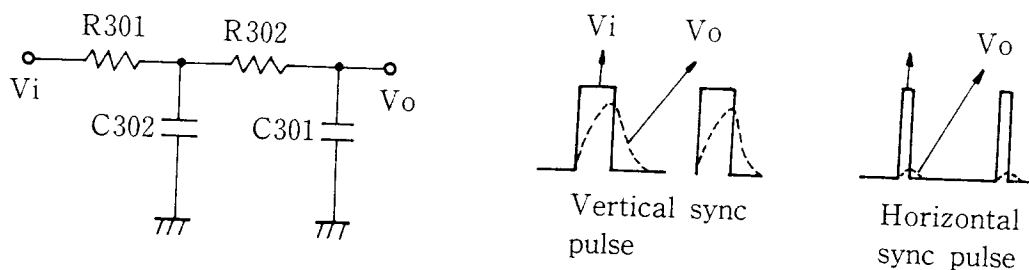 R301
R302
Vi
Vo
C302
C301
Vi
Vo
Vertical sync
pulse
Vo
Horizontal
sync pulse